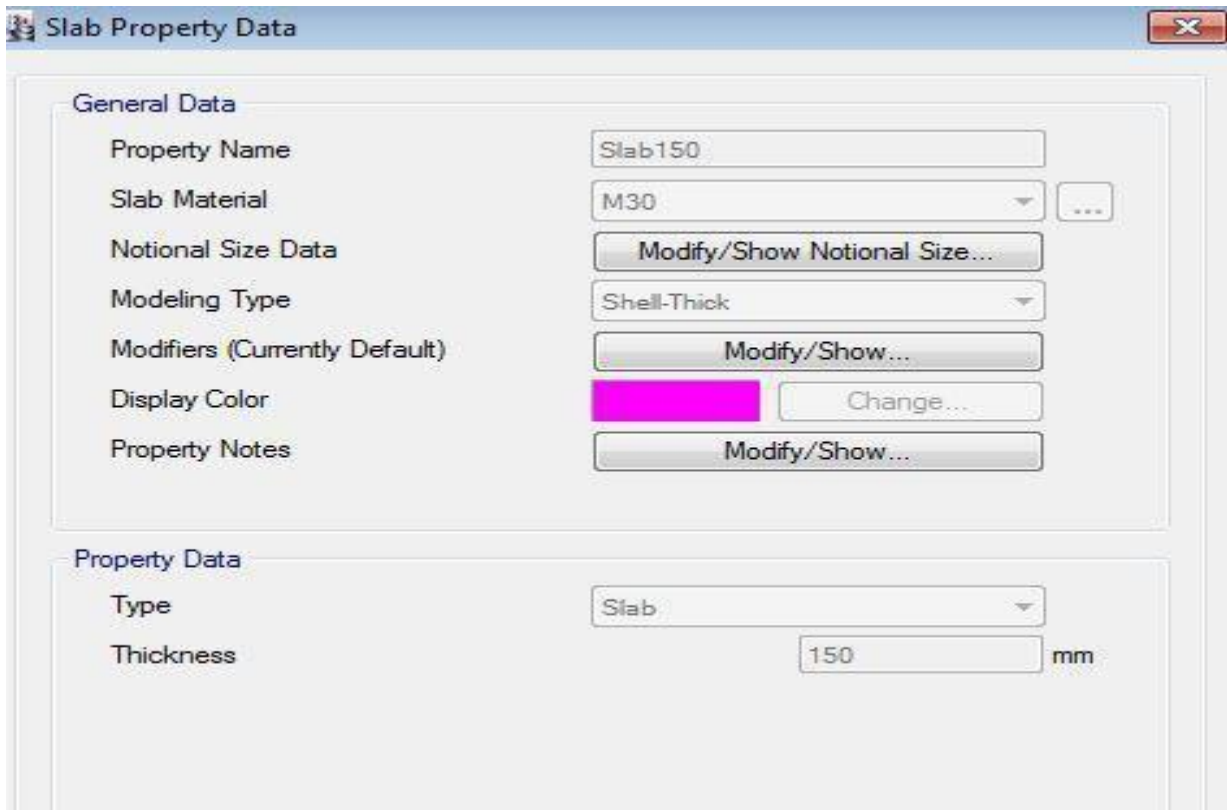 Slab Property Data
General Data
Property Name Slab150
Slab Material M30 ...
Notional Size Data Modify/Show Notional Size...
Modeling Type Shell-Thick
Modifiers (Currently Default) Modify/Show...
Display Color Change...
Property Notes Modify/Show...
Property Data
Type Slab
Thickness 150 mm